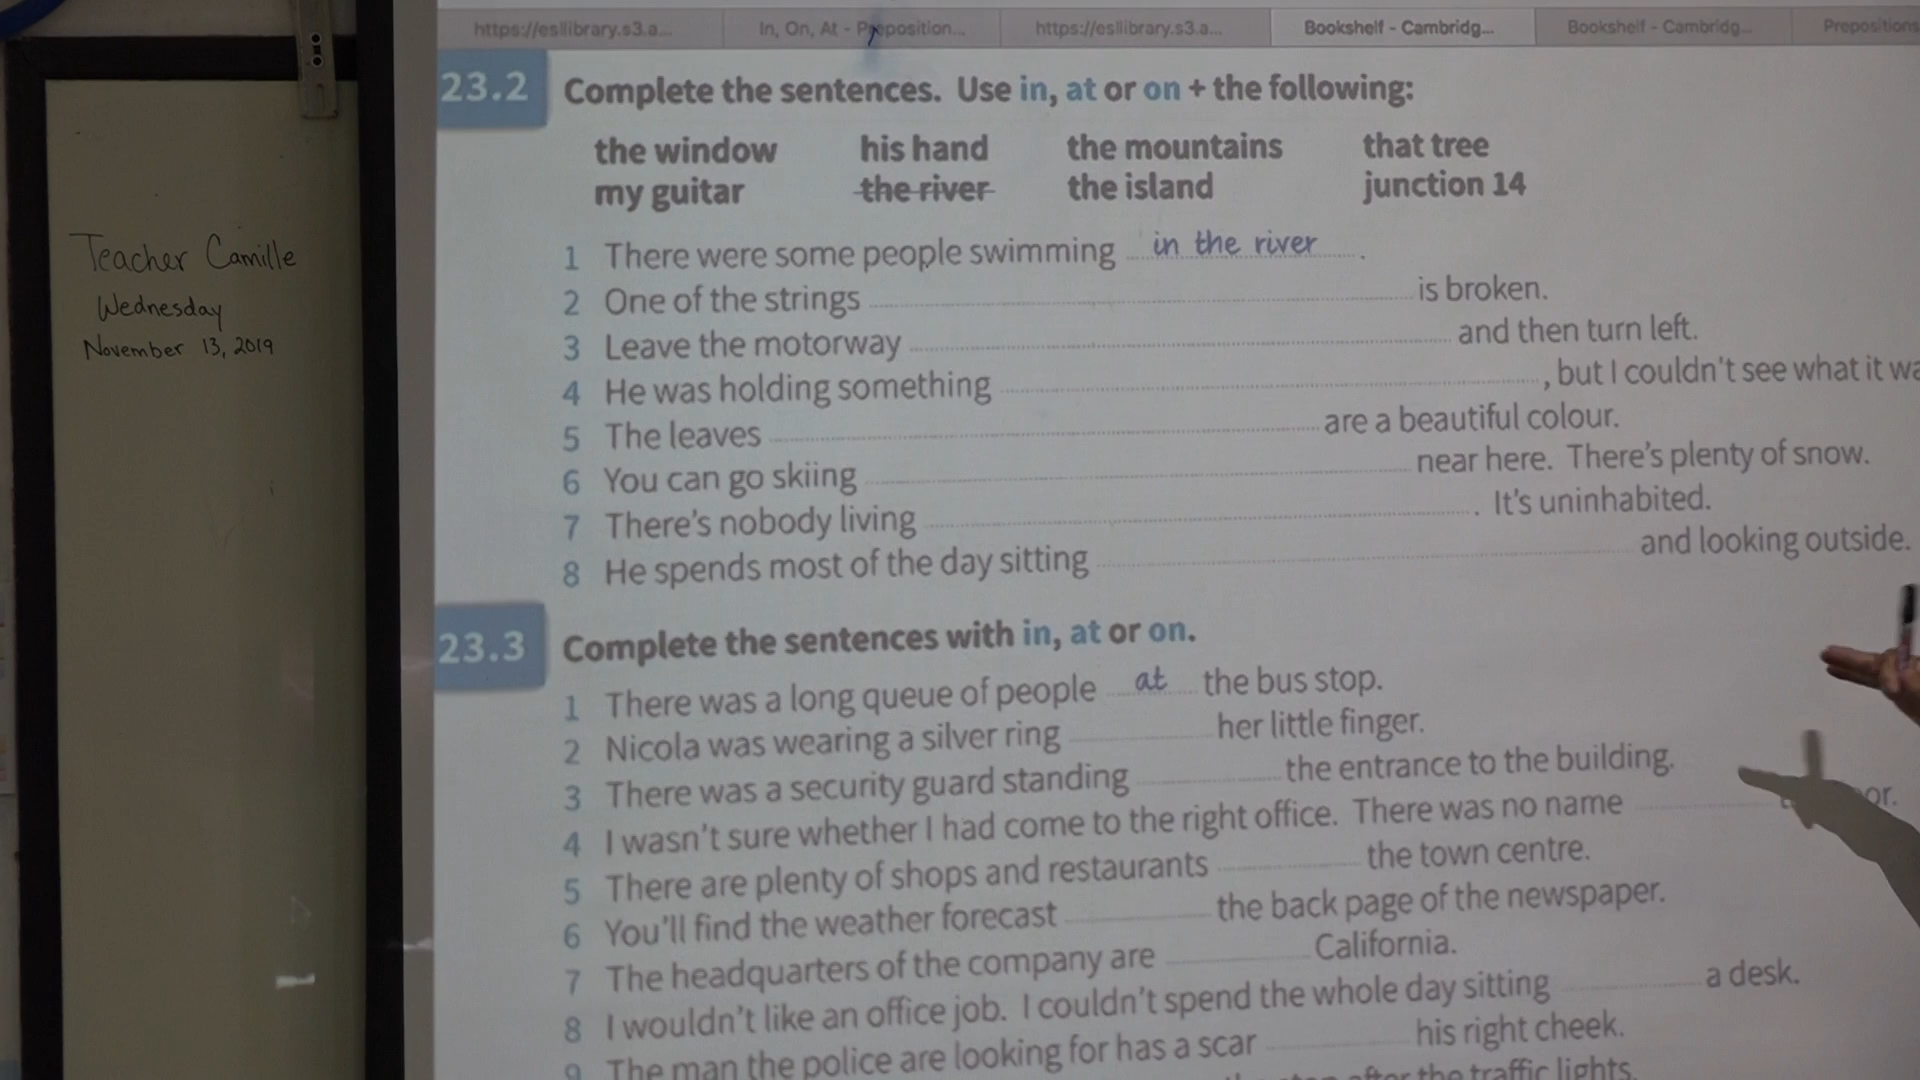 https://esllibrary.s3.a...
In, On, At - Preposition...
https://esllibrary.s3.a...
Bookshelf - Cambridg...
Bookshelf - Cambridg...
Prepositions
Teacher Camille
Wednesday
November 13, 2019
23.2 Complete the sentences. Use in, at or on + the following:
the window his hand the mountains that tree
my guitar the river the island junction 14
1 There were some people swimming in the river .
2 One of the strings is broken.
3 Leave the motorway and then turn left.
4 He was holding something , but I couldn't see what it wa
5 The leaves are a beautiful colour.
6 You can go skiing near here. There's plenty of snow.
7 There's nobody living . It's uninhabited.
8 He spends most of the day sitting and looking outside.
23.3 Complete the sentences with in, at or on.
1 There was a long queue of people at the bus stop.
2 Nicola was wearing a silver ring her little finger.
3 There was a security guard standing the entrance to the building.
4 I wasn't sure whether I had come to the right office. There was no name or.
5 There are plenty of shops and restaurants the town centre.
6 You'll find the weather forecast the back page of the newspaper.
7 The headquarters of the company are California.
8 I wouldn't like an office job. I couldn't spend the whole day sitting a desk.
9 The man the police are looking for has a scar his right cheek.
after the traffic lights.